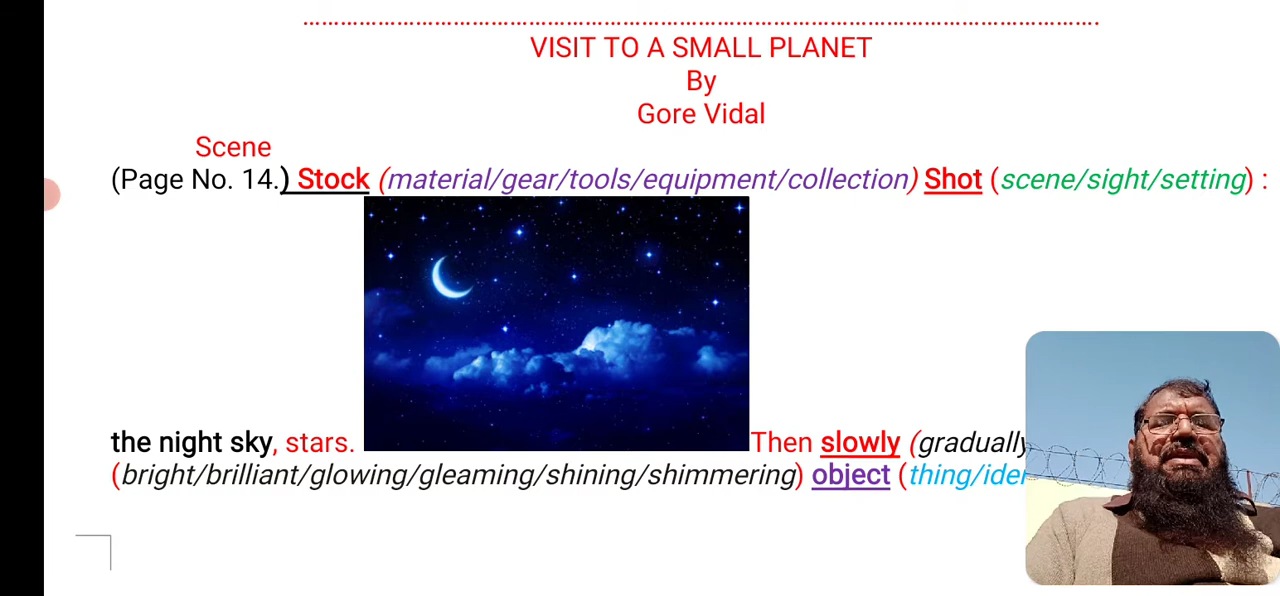 VISIT TO A SMALL PLANET
By
Gore Vidal
Scene
(Page No. 14.) Stock (material/gear/tools/equipment/collection) Shot (scene/sight/setting) :
the night sky, stars. Then slowly (gradually
(bright/brilliant/glowing/gleaming/shining/shimmering) object (thing/